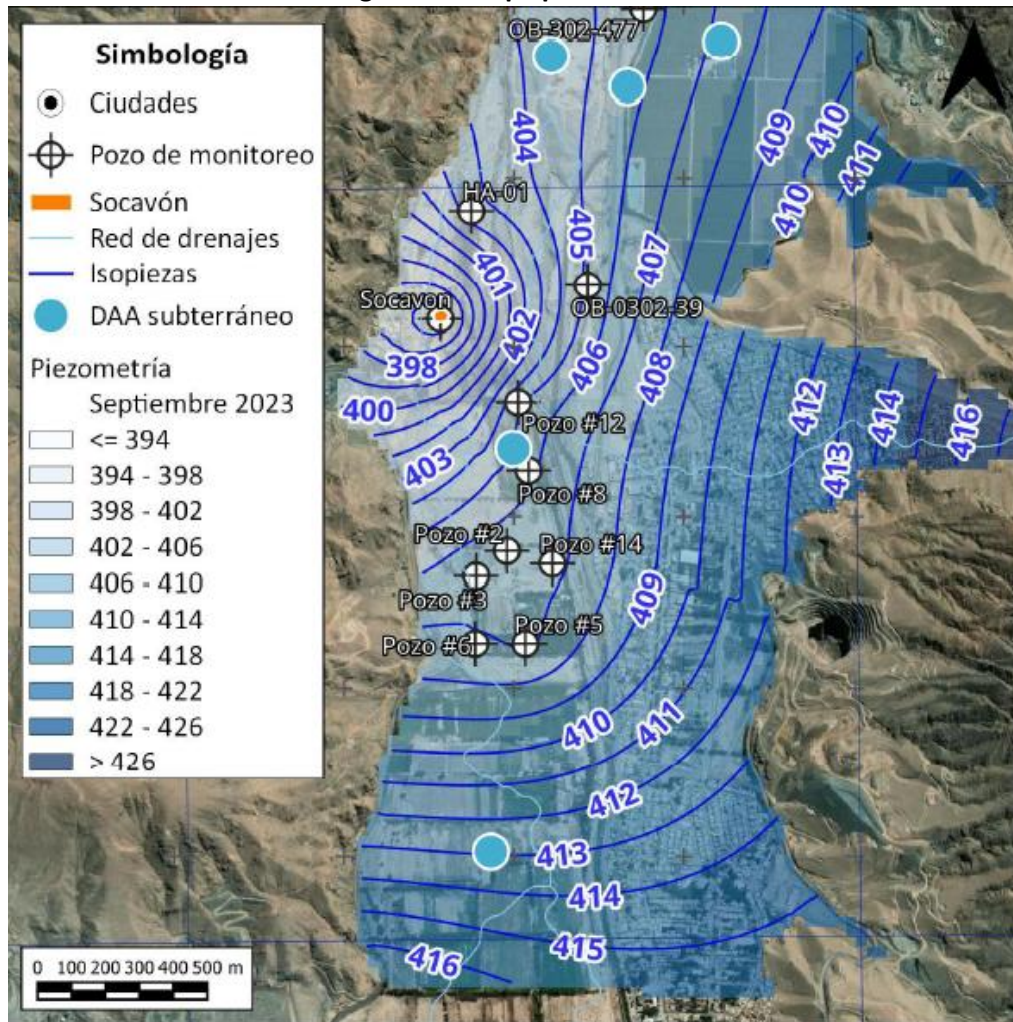 Simbología
Ciudades
Pozo de monitoreo
Socavón
Red de drenajes
Isopiezas
DAA subterráneo
Piezometría
Septiembre 2023
<= 394
394 - 398
398 - 402
402 - 406
406 - 410
410 - 414
414 - 418
418 - 422
422 - 426
> 426
OB-302-477
404
409
410
411
410
HA-01
401
405
407
Socavon
OB-0302-39
402
398
406
408
400
412
414
416
Pozo #12
403
413
Pozo #8
Pozo #2
Pozo #14
Pozo #3
409
Pozo #5
Pozo #6
410
411
412
413
414
415
416
0 100 200 300 400 500 m